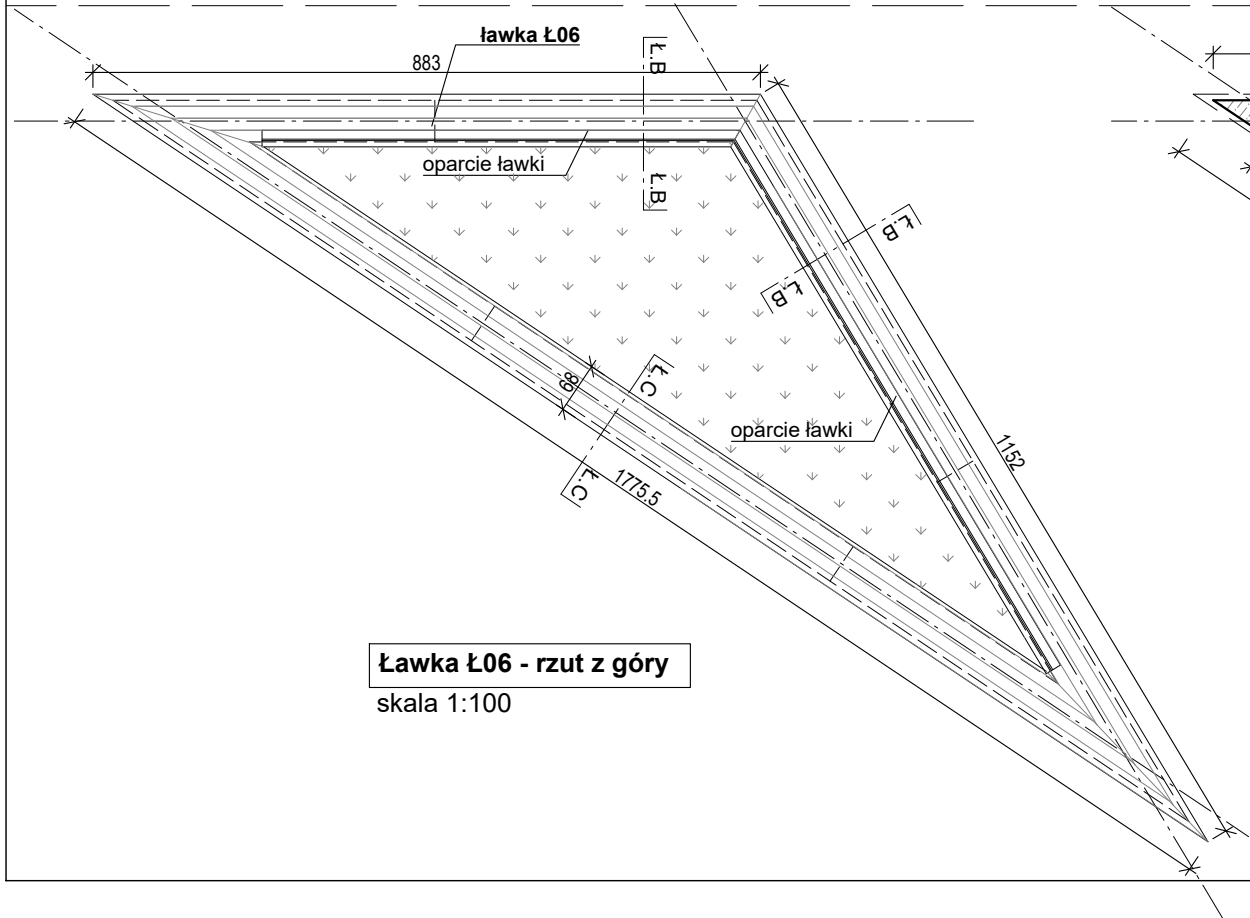 ławka Ł06
883
Ł.B
oparcie ławki
Ł.B
Ł.B
Ł.B
68
Ł.C
oparcie ławki
1152
1775.5
Ł.C
Ławka Ł06 - rzut z góry
skala 1:100